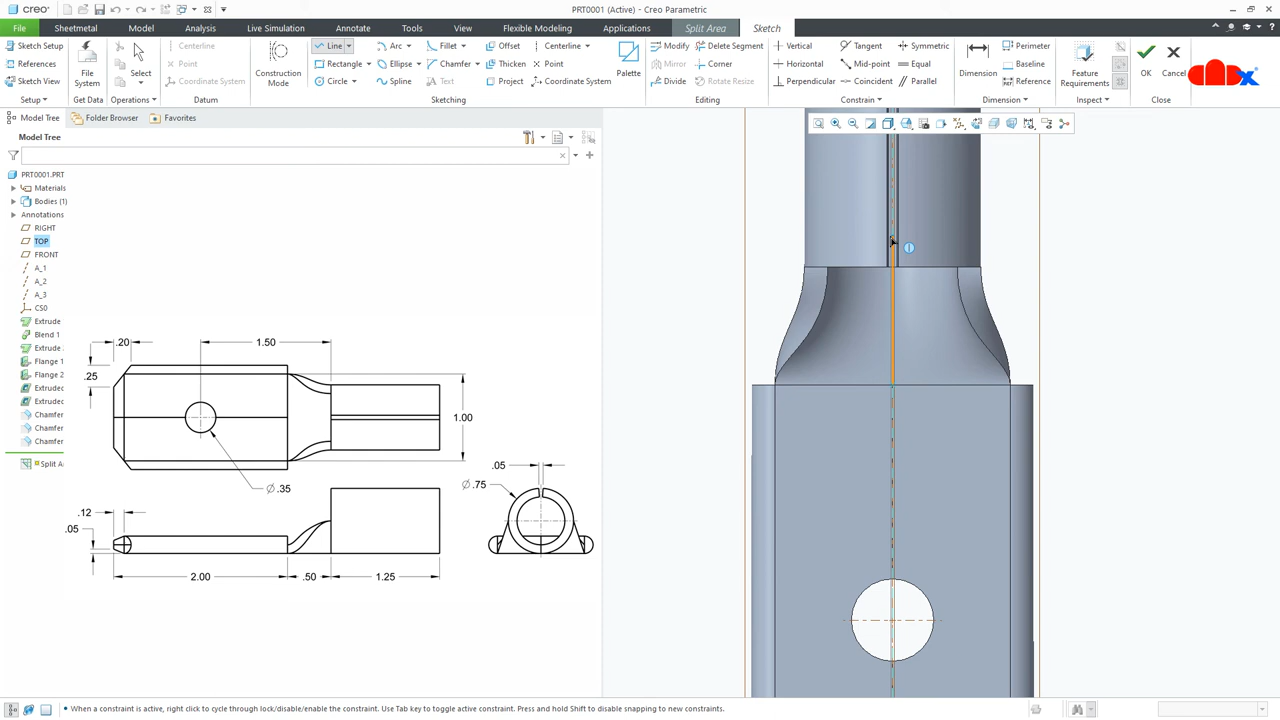 creo PRT0001 (Active) - Creo Parametric
File Sheetmetal Model Analysis Live Simulation Annotate Tools View Flexible Modeling Applications Split Area Sketch
Sketch Setup
References
Sketch View
Setup
File System
Get Data
Select
Operations
Centerline
Point
Coordinate System
Datum
Construction Mode
Line Arc Fillet Offset Centerline
Rectangle Ellipse Chamfer Thicken Point
Circle Spline Text Project Coordinate System
Palette
Sketching
Modify Delete Segment
Mirror Corner
Divide Rotate Resize
Editing
Vertical Tangent Symmetric
Horizontal Mid-point Equal
Perpendicular Coincident Parallel
Constrain
Dimension
Perimeter
Baseline
Reference
Dimension
Feature Requirements
Inspect
OK Cancel
Close
Model Tree Folder Browser Favorites
Model Tree
PRT0001.PRT
Materials
Bodies (1)
Annotations
RIGHT
TOP
FRONT
A_1
A_2
A_3
CS0
Extrude
Blend 1
Extrude
Flange 1
Flange 2
Extruded
Extruded
Chamfer
Chamfer
Chamfer
Split A
.20 1.50
.25
1.00
Ø.35
.05
Ø.75
.12
.05
2.00 .50 1.25
When a constraint is active, right click to cycle through lock/disable/enable the constraint. Use Tab key to toggle active constraint. Press and hold Shift to disable snapping to new constraints.